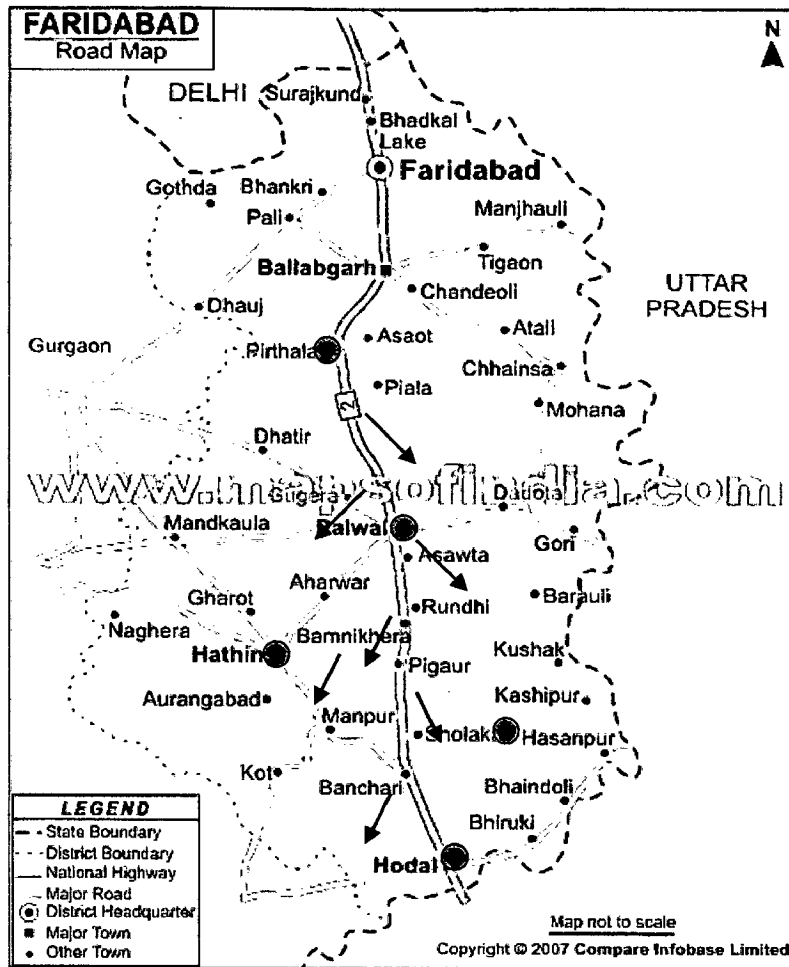 FARIDABAD
Road Map
N
DELHI
Surajkund
Bhadkal
Lake
Faridabad
Gothda
Bhankri
Pali
Manjhauli
Ballabgarh
Tigaon
Chandeoli
UTTAR
PRADESH
Dhauj
Asaot
Atali
Gurgaon
Pirthala
Chhainsa
Piala
Mohana
2
Dhatir
www.mapsofindia.com
Gugera
Mandkaula
Palwal
Gori
Asawta
Aharwar
Barauli
Gharot
Rundhi
Naghera
Bamnikhera
Hathin
Pigaur
Kushak
Aurangabad
Kashipur
Manpur
Hasanpur
Kot
Banchari
Bhaindoli
Bhiruki
Hodal
LEGEND
State Boundary
District Boundary
National Highway
Major Road
District Headquarter
Major Town
Other Town
Map not to scale
Copyright © 2007 Compare Infobase Limited